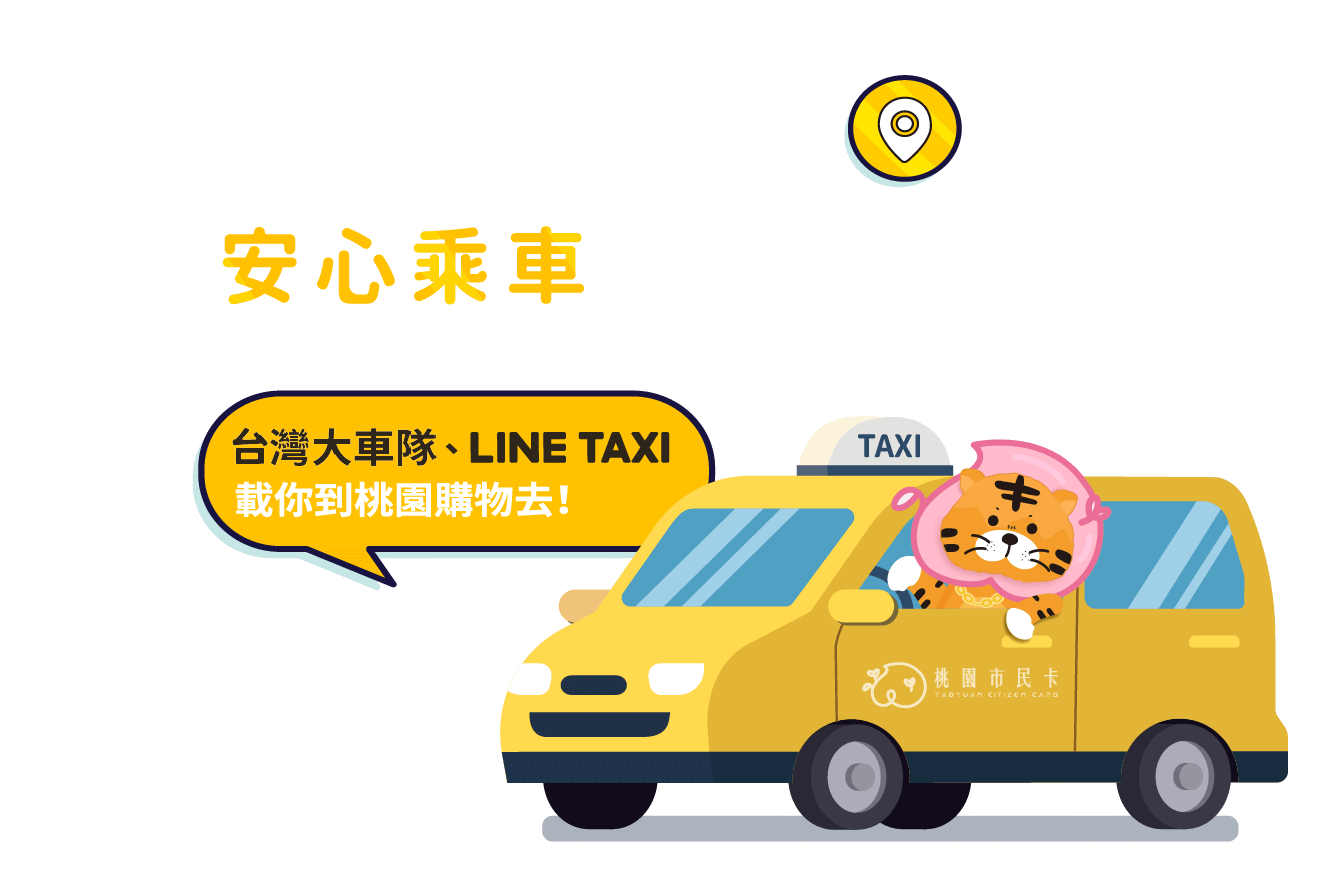 安心乘車
台灣大車隊、LINE TAXI
載你到桃園購物去!
TAXI
桃園市民卡
TAOYUAN CITIZEN CARD